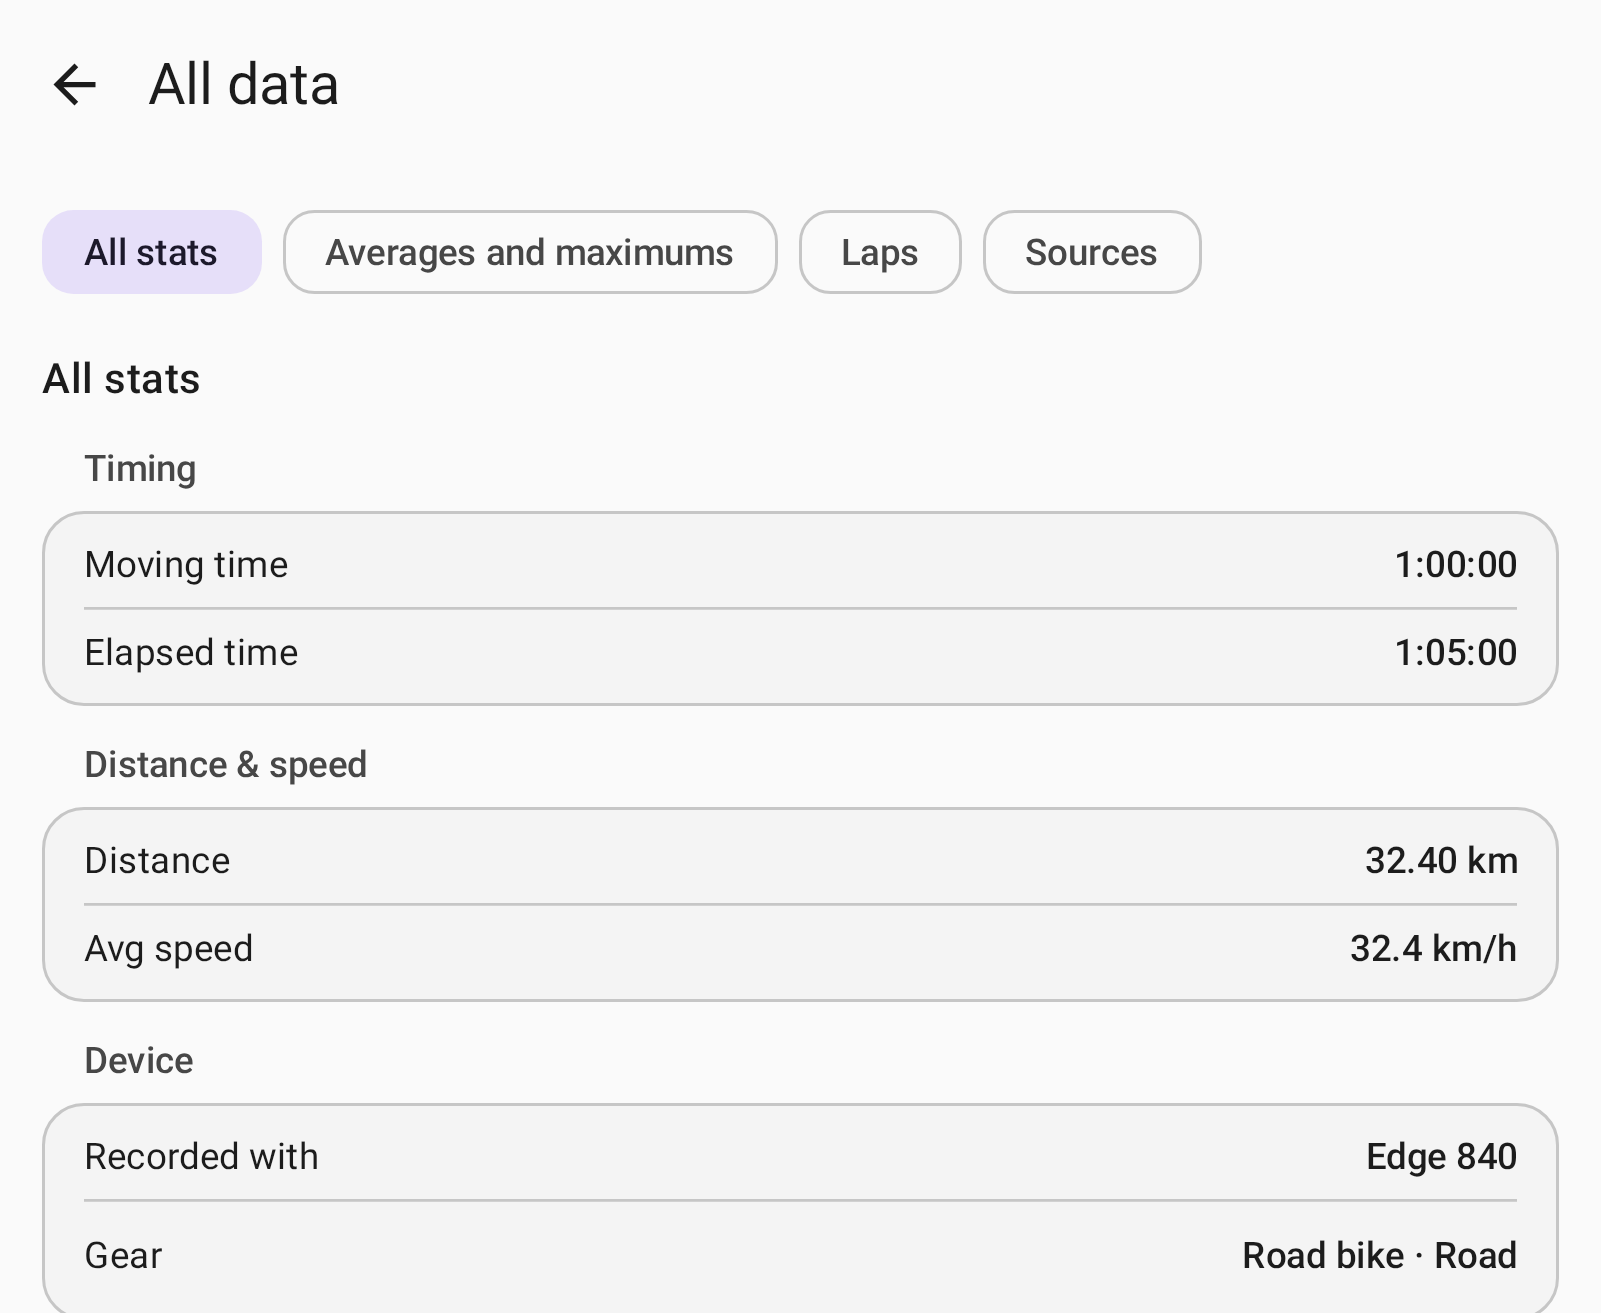 All data
All stats
Averages and maximums
Laps
Sources
All stats
Timing
Moving time 1:00:00
Elapsed time 1:05:00
Distance & speed
Distance 32.40 km
Avg speed 32.4 km/h
Device
Recorded with Edge 840
Gear Road bike · Road